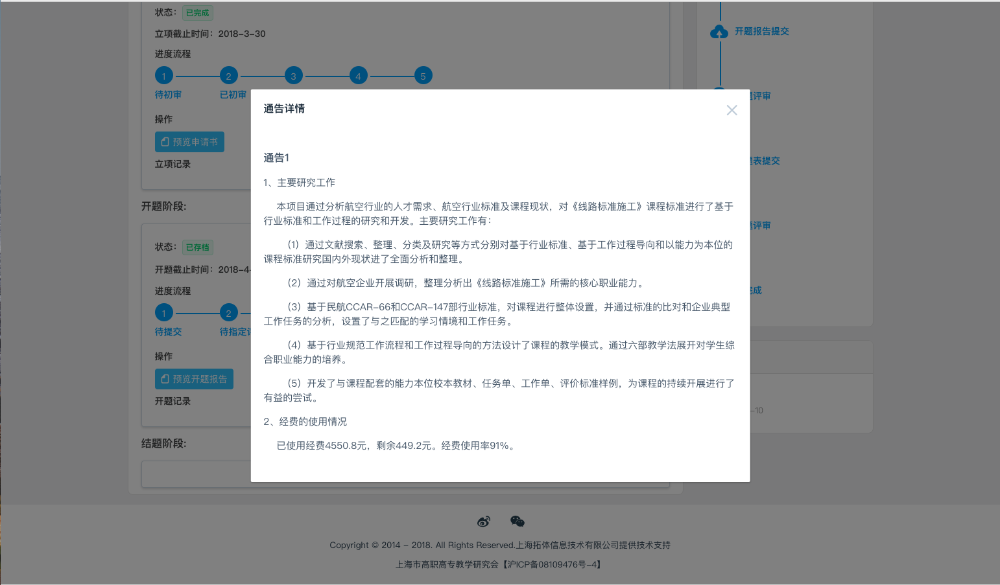 状态： 已完成
立项截止时间：2018-3-30
进度流程
1 2 3 4 5
待初审 已初审
操作
预览申请书
立项记录
开题阶段:
状态： 已存档
开题截止时间：2018-4-
进度流程
1 2
待提交 待指定
操作
预览开题报告
开题记录
结题阶段:
开题报告提交
题评审
题表提交
题评审
完成
-10
通告详情
通告1
1、主要研究工作
本项目通过分析航空行业的人才需求、航空行业标准及课程现状，对《线路标准施工》课程标准进行了基于
行业标准和工作过程的研究和开发。主要研究工作有：
（1）通过文献搜索、整理、分类及研究等方式分别对基于行业标准、基于工作过程导向和以能力为本位的
课程标准研究国内外现状进了全面分析和整理。
（2）通过对航空企业开展调研，整理分析出《线路标准施工》所需的核心职业能力。
（3）基于民航CCAR-66和CCAR-147部行业标准，对课程进行整体设置，并通过标准的比对和企业典型
工作任务的分析，设置了与之匹配的学习情境和工作任务。
（4）基于行业规范工作流程和工作过程导向的方法设计了课程的教学模式。通过六部教学法展开对学生综
合职业能力的培养。
（5）开发了与课程配套的能力本位校本教材、任务单、工作单、评价标准样例，为课程的持续开展进行了
有益的尝试。
2、经费的使用情况
已使用经费4550.8元，剩余449.2元。经费使用率91%。
Copyright © 2014 - 2018. All Rights Reserved.上海拓体信息技术有限公司提供技术支持
上海市高职高专教学研究会【沪ICP备08109476号-4】